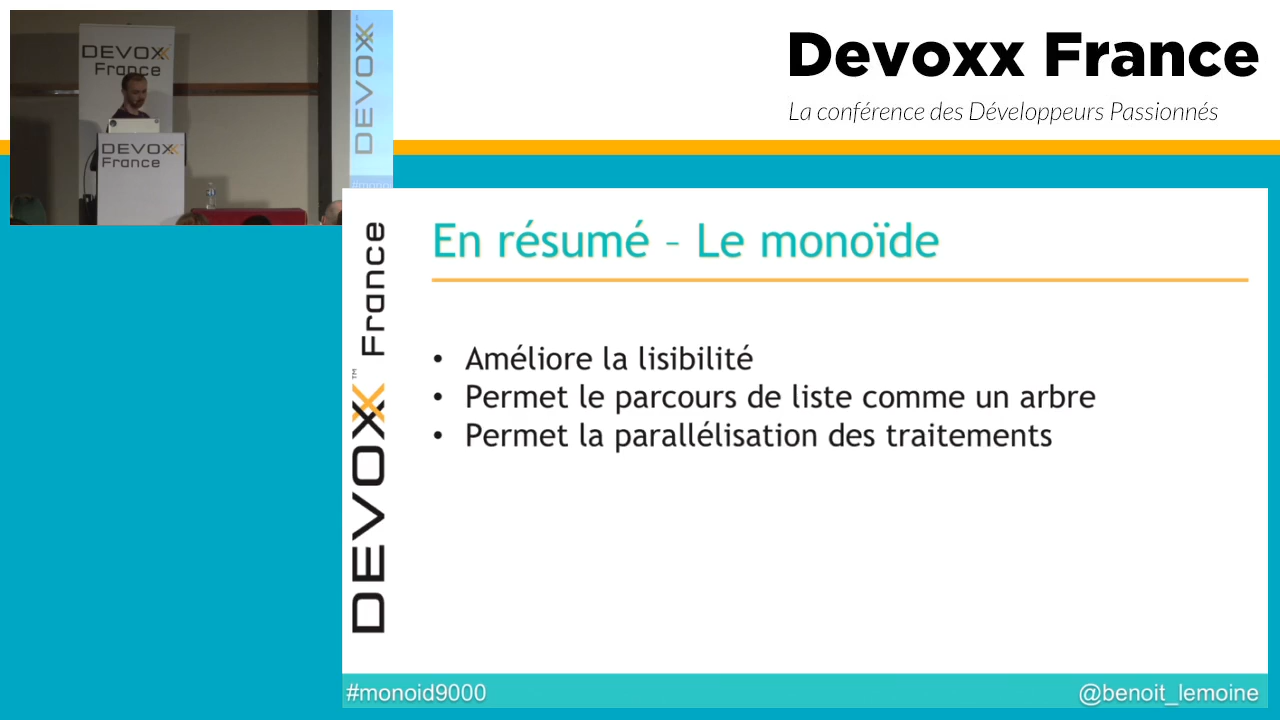 DEVOXX
France
DEVOXX
France
DEVOXX
Devoxx France
La conférence des Développeurs Passionnés
DEVOXX™ France
En résumé – Le monoïde
• Améliore la lisibilité
• Permet le parcours de liste comme un arbre
• Permet la parallélisation des traitements
#monoid9000
@benoit_lemoine